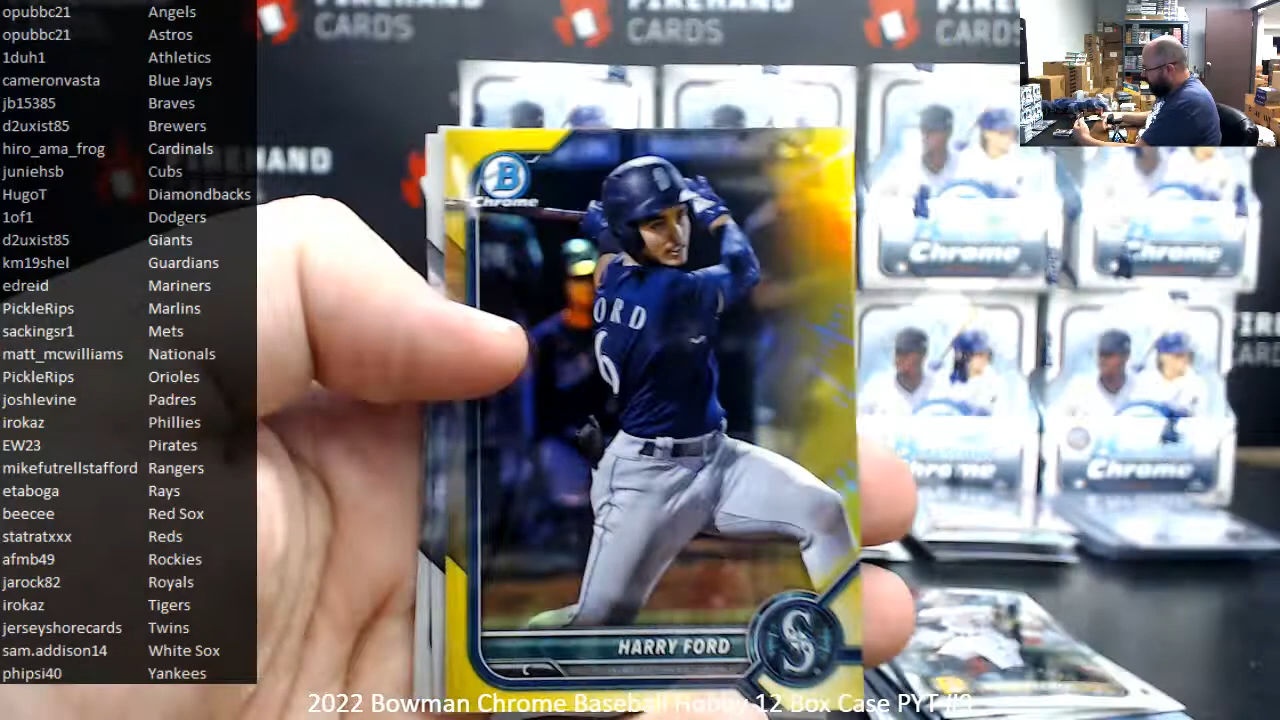 opubbc21 Angels
opubbc21 Astros
1duh1 Athletics
cameronvasta Blue Jays
jb15385 Braves
d2uxist85 Brewers
hiro_ama_frog Cardinals
juniehsb Cubs
HugoT Diamondbacks
1of1 Dodgers
d2uxist85 Giants
km19shel Guardians
edreid Mariners
PickleRips Marlins
sackingsr1 Mets
matt_mcwilliams Nationals
PickleRips Orioles
joshlevine Padres
irokaz Phillies
EW23 Pirates
mikefutrellstafford Rangers
etaboga Rays
beecee Red Sox
statratxxx Reds
afmb49 Rockies
jarock82 Royals
irokaz Tigers
jerseyshorecards Twins
sam.addison14 White Sox
phipsi40 Yankees
CARDS
CARDS
B
Chrome
ORD
6
S
HARRY FORD
Chrome
Chrome
Chrome
2022 Bowman Chrome Baseball Hobby 12 Box Case PYT #9